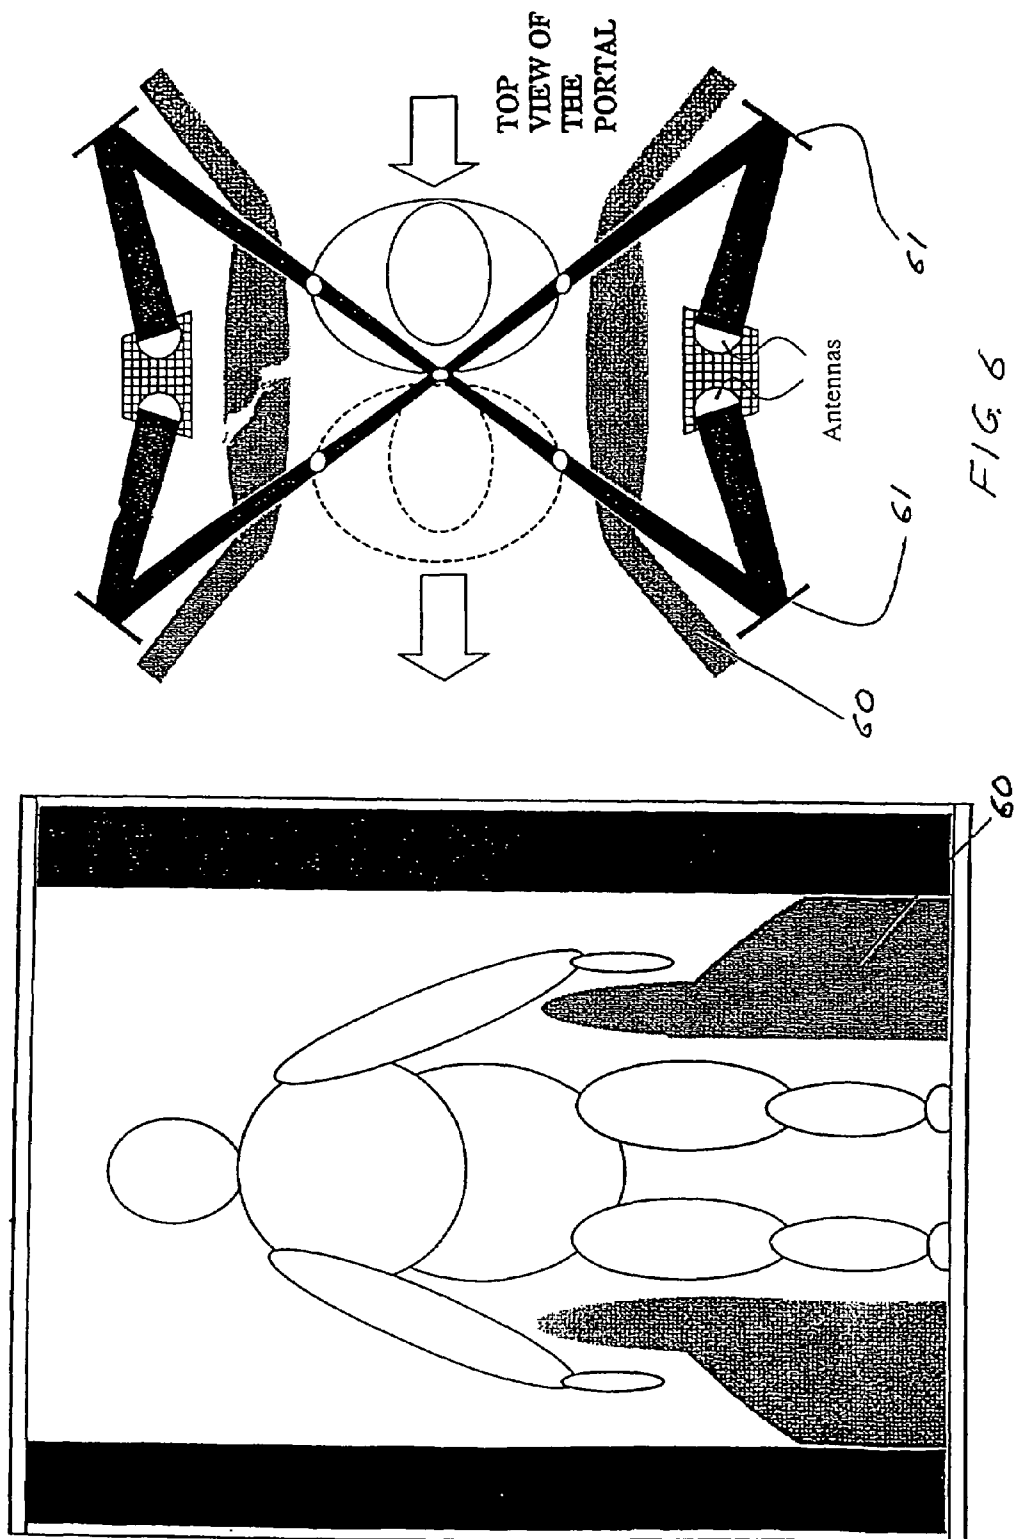 TOP
VIEW OF
THE
PORTAL
61
Antennas
61
60
FIG. 6
60